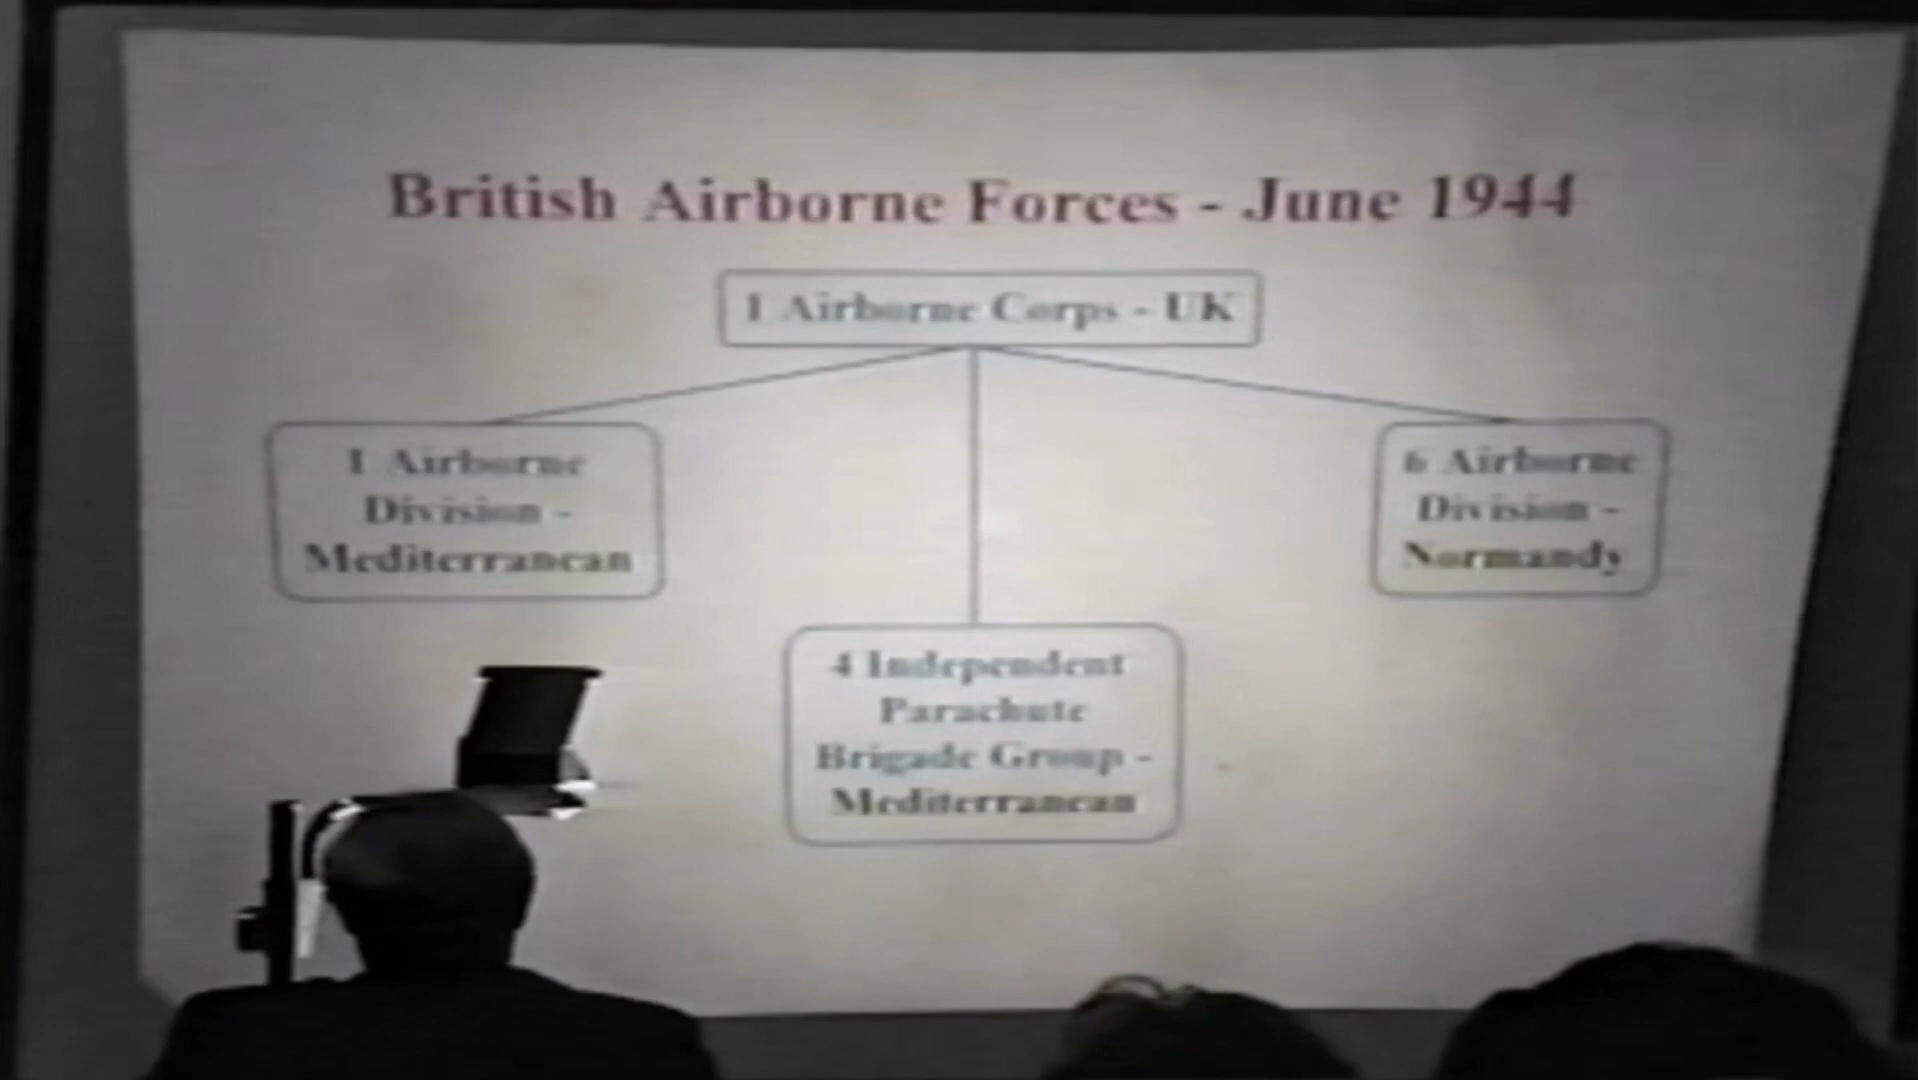 British Airborne Forces - June 1944
1 Airborne Corps - UK
1 Airborne
Division -
Mediterranean
6 Airborne
Division -
Normandy
4 Independent
Parachute
Brigade Group -
Mediterranean